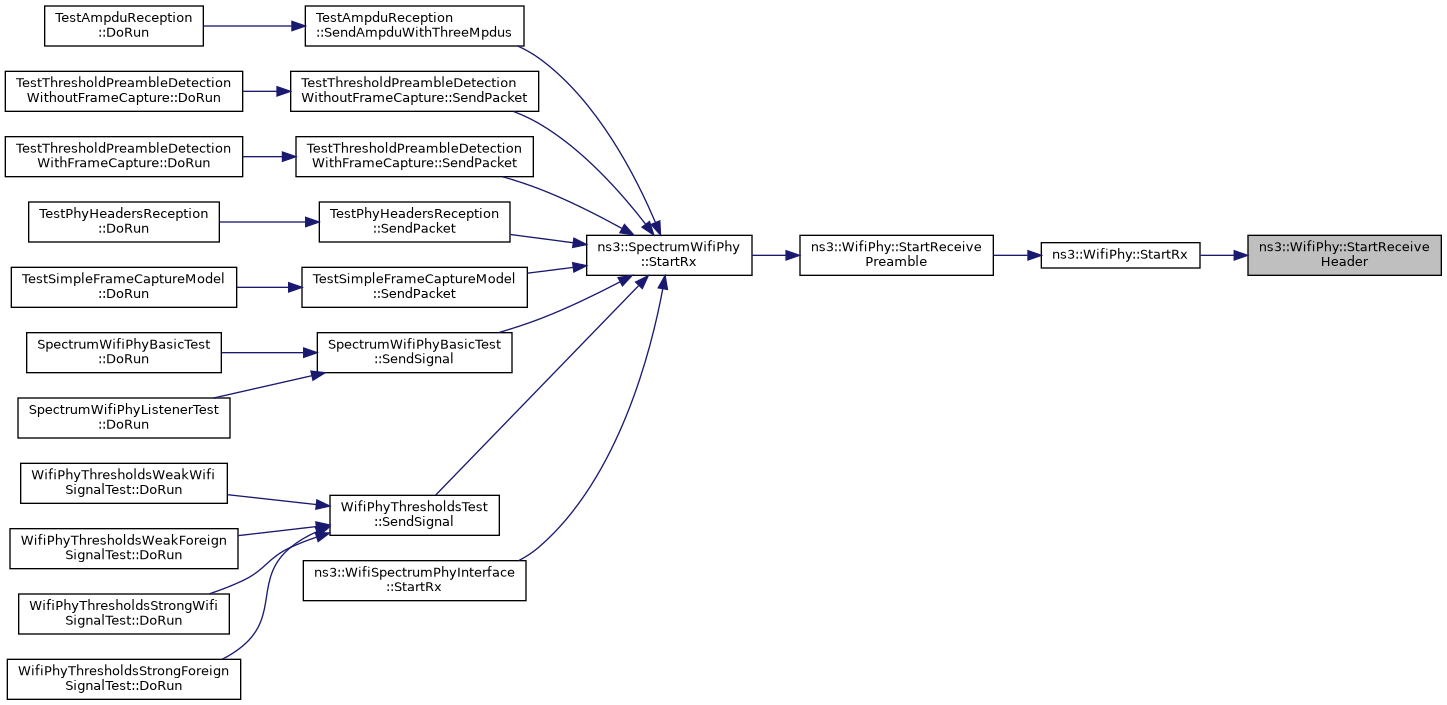 TestAmpduReception
::DoRun
TestAmpduReception
::SendAmpduWithThreeMpdus
TestThresholdPreambleDetection
WithoutFrameCapture::DoRun
TestThresholdPreambleDetection
WithoutFrameCapture::SendPacket
TestThresholdPreambleDetection
WithFrameCapture::DoRun
TestThresholdPreambleDetection
WithFrameCapture::SendPacket
TestPhyHeadersReception
::DoRun
TestPhyHeadersReception
::SendPacket
ns3::SpectrumWifiPhy
::StartRx
ns3::WifiPhy::StartReceive
Preamble
ns3::WifiPhy::StartRx
ns3::WifiPhy::StartReceive
Header
TestSimpleFrameCaptureModel
::DoRun
TestSimpleFrameCaptureModel
::SendPacket
SpectrumWifiPhyBasicTest
::DoRun
SpectrumWifiPhyBasicTest
::SendSignal
SpectrumWifiPhyListenerTest
::DoRun
WifiPhyThresholdsWeakWifi
SignalTest::DoRun
WifiPhyThresholdsTest
::SendSignal
WifiPhyThresholdsWeakForeign
SignalTest::DoRun
ns3::WifiSpectrumPhyInterface
::StartRx
WifiPhyThresholdsStrongWifi
SignalTest::DoRun
WifiPhyThresholdsStrongForeign
SignalTest::DoRun